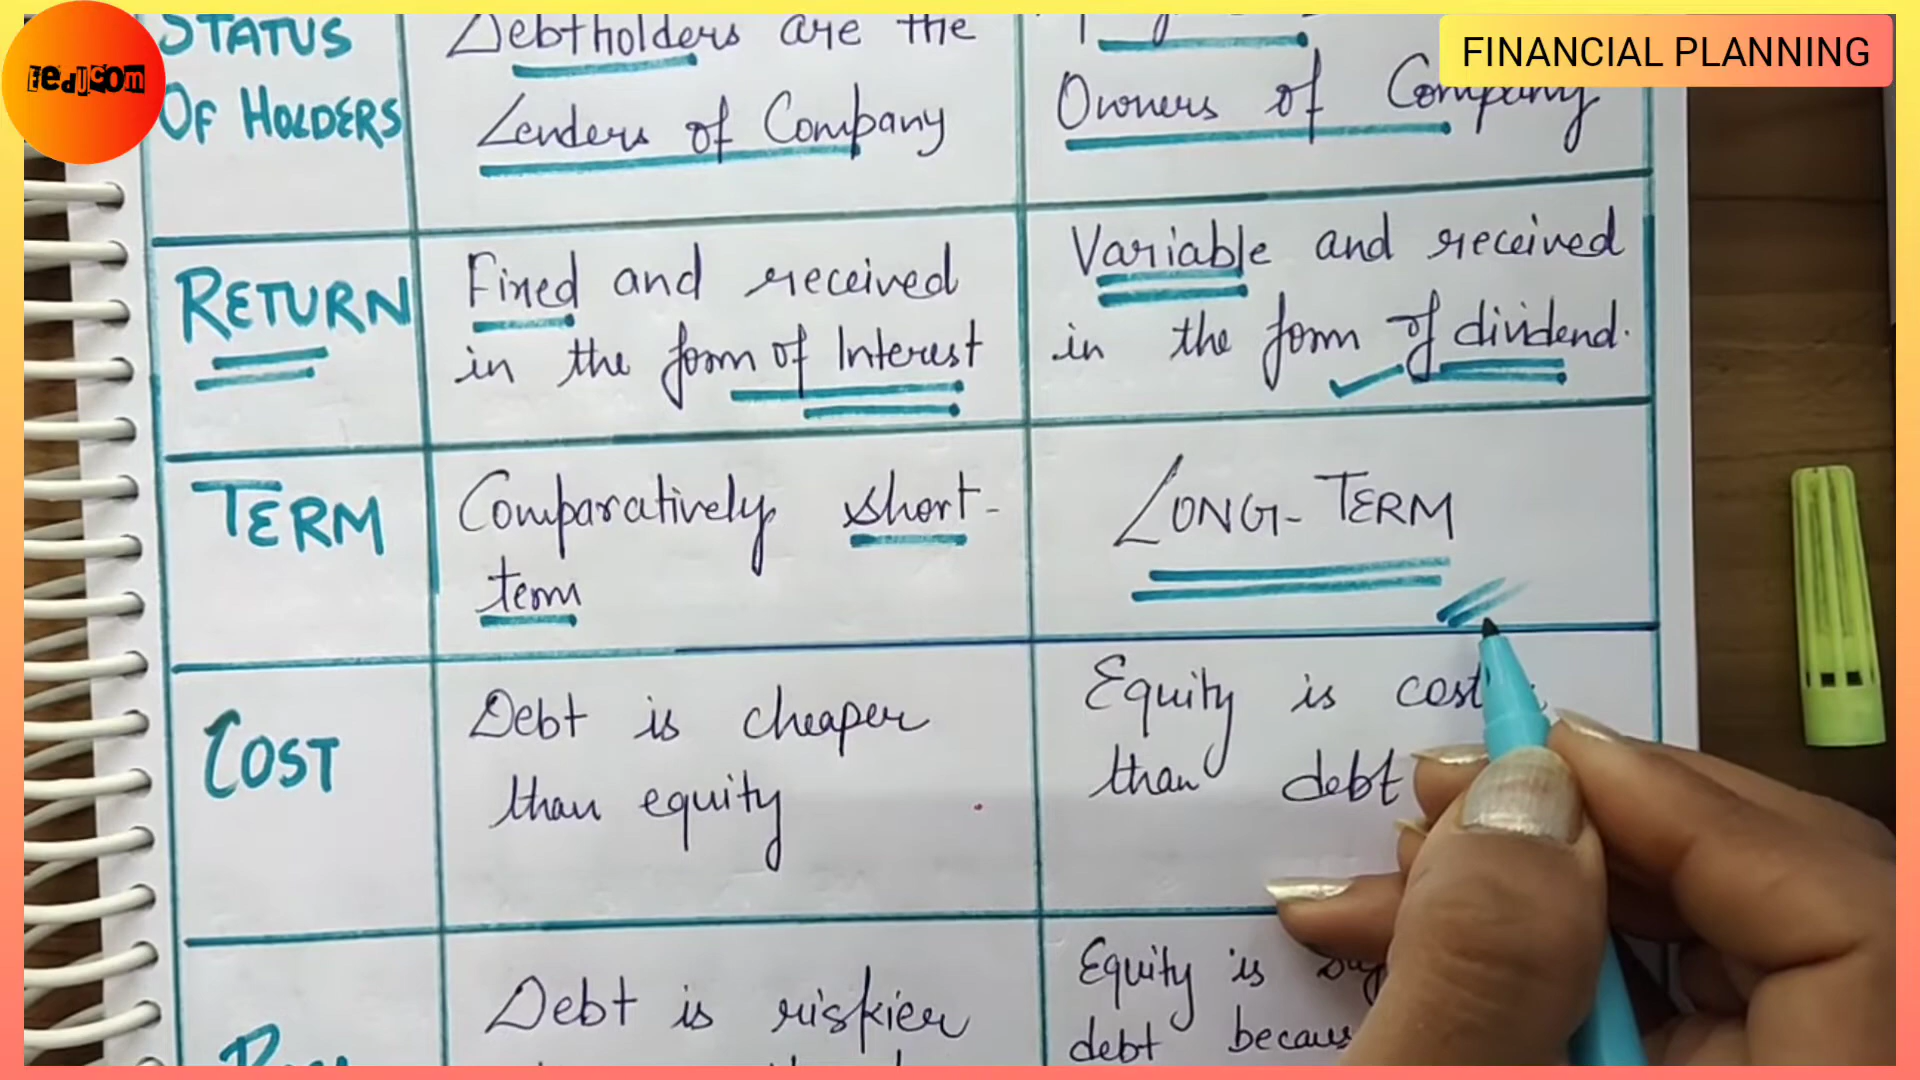 teducom
FINANCIAL PLANNING
STATUS
OF HOLDERS
Debtholders are the
Lenders of Company
Owners of Company
RETURN
Fixed and received
in the form of Interest
Variable and received
in the form of dividend.
TERM
Comparatively short-
term
LONG-TERM
COST
Debt is cheaper
than equity
Equity is
than debt
Debt is riskier
Equity is
debt